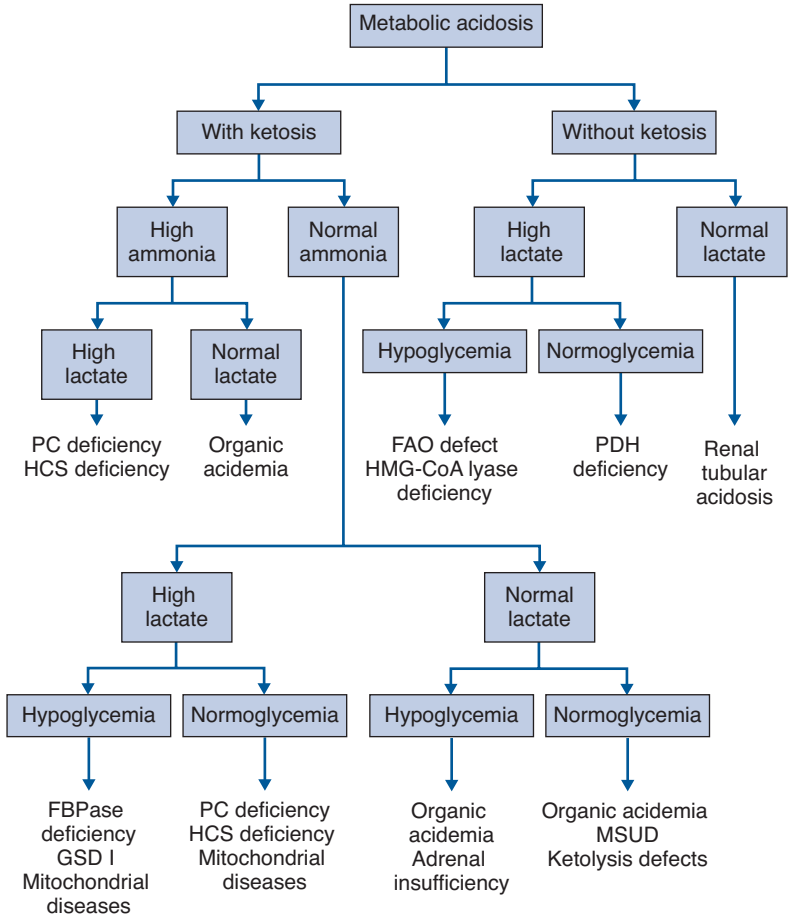 Metabolic acidosis
With ketosis
Without ketosis
High
ammonia
Normal
ammonia
High
lactate
Normal
lactate
High
lactate
Normal
lactate
Hypoglycemia
Normoglycemia
PC deficiency
HCS deficiency
Organic
acidemia
FAO defect
HMG-CoA lyase
deficiency
PDH
deficiency
Renal
tubular
acidosis
High
lactate
Normal
lactate
Hypoglycemia
Normoglycemia
Hypoglycemia
Normoglycemia
FBPase
deficiency
GSD I
Mitochondrial
diseases
PC deficiency
HCS deficiency
Mitochondrial
diseases
Organic
acidemia
Adrenal
insufficiency
Organic acidemia
MSUD
Ketolysis defects